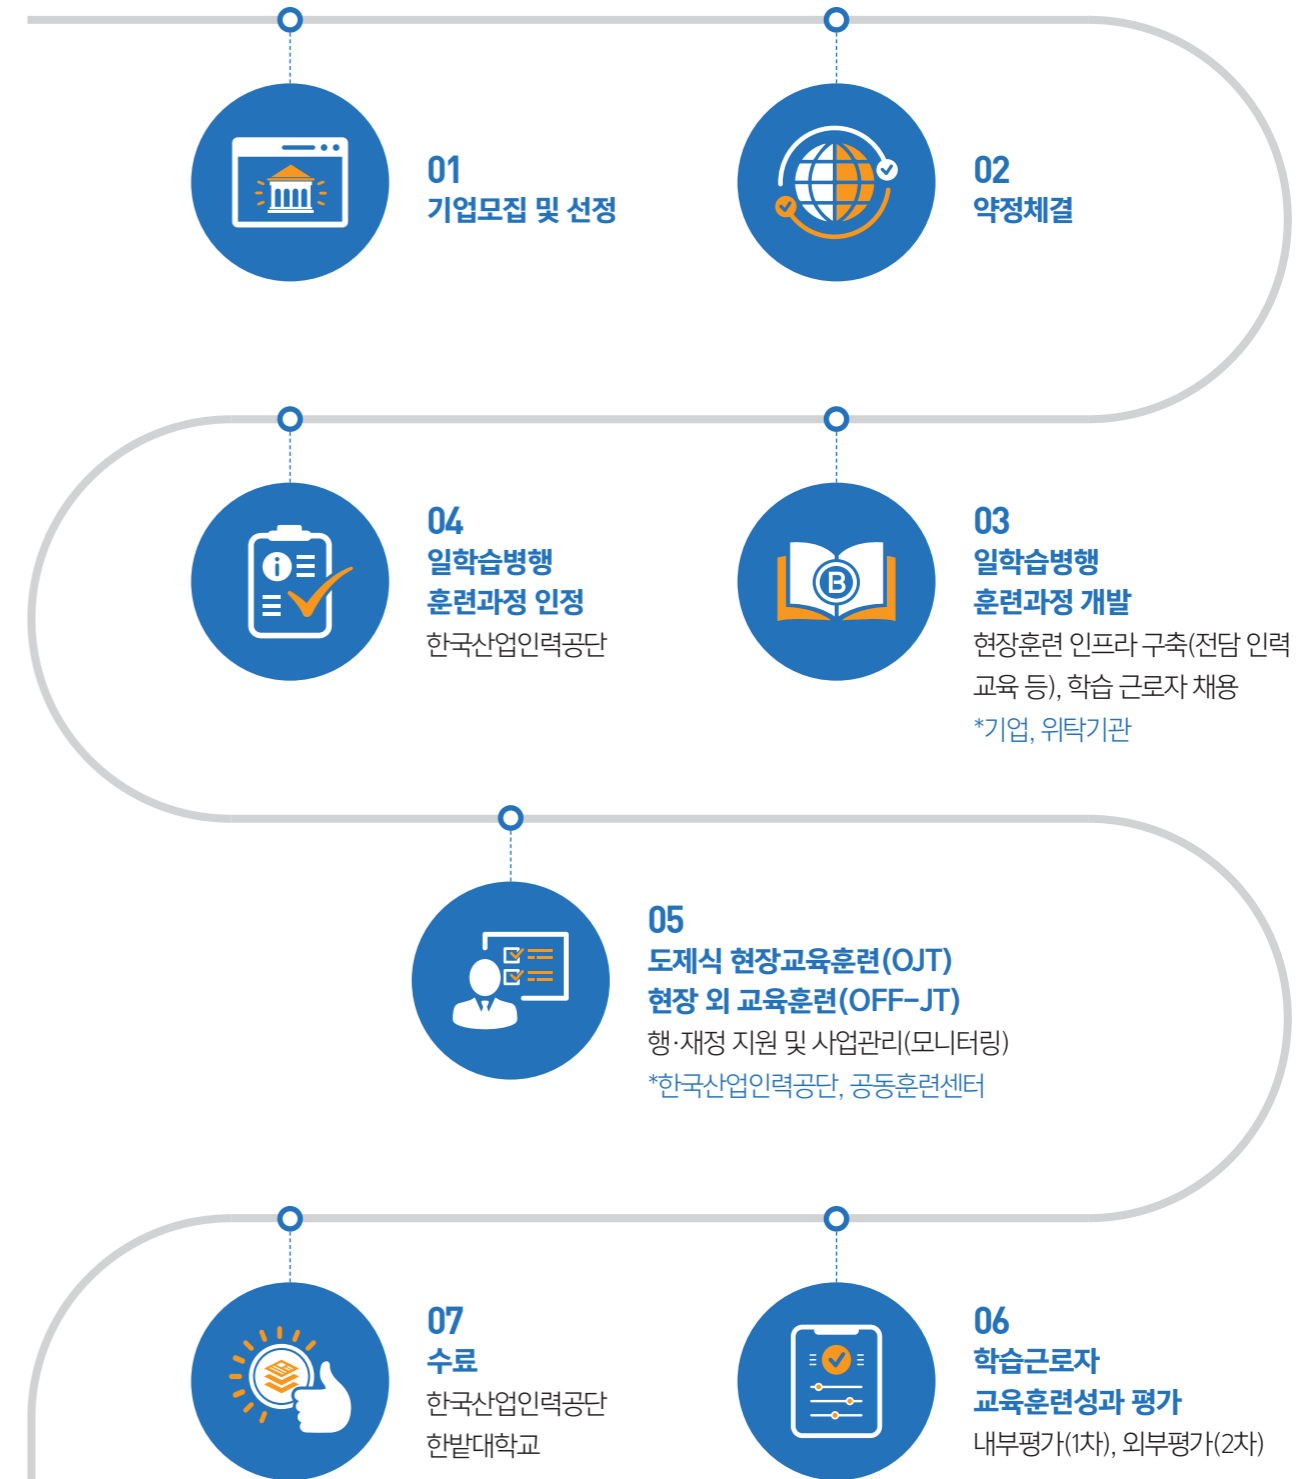 01
기업모집 및 선정
02
약정체결
03
일학습병행
훈련과정 개발
현장훈련 인프라 구축(전담 인력
교육 등), 학습 근로자 채용
*기업, 위탁기관
B
04
일학습병행
훈련과정 인정
한국산업인력공단
i
05
도제식 현장교육훈련(OJT)
현장 외 교육훈련(OFF-JT)
행·재정 지원 및 사업관리(모니터링)
*한국산업인력공단, 공동훈련센터
06
학습근로자
교육훈련성과 평가
내부평가(1차), 외부평가(2차)
07
수료
한국산업인력공단
한밭대학교